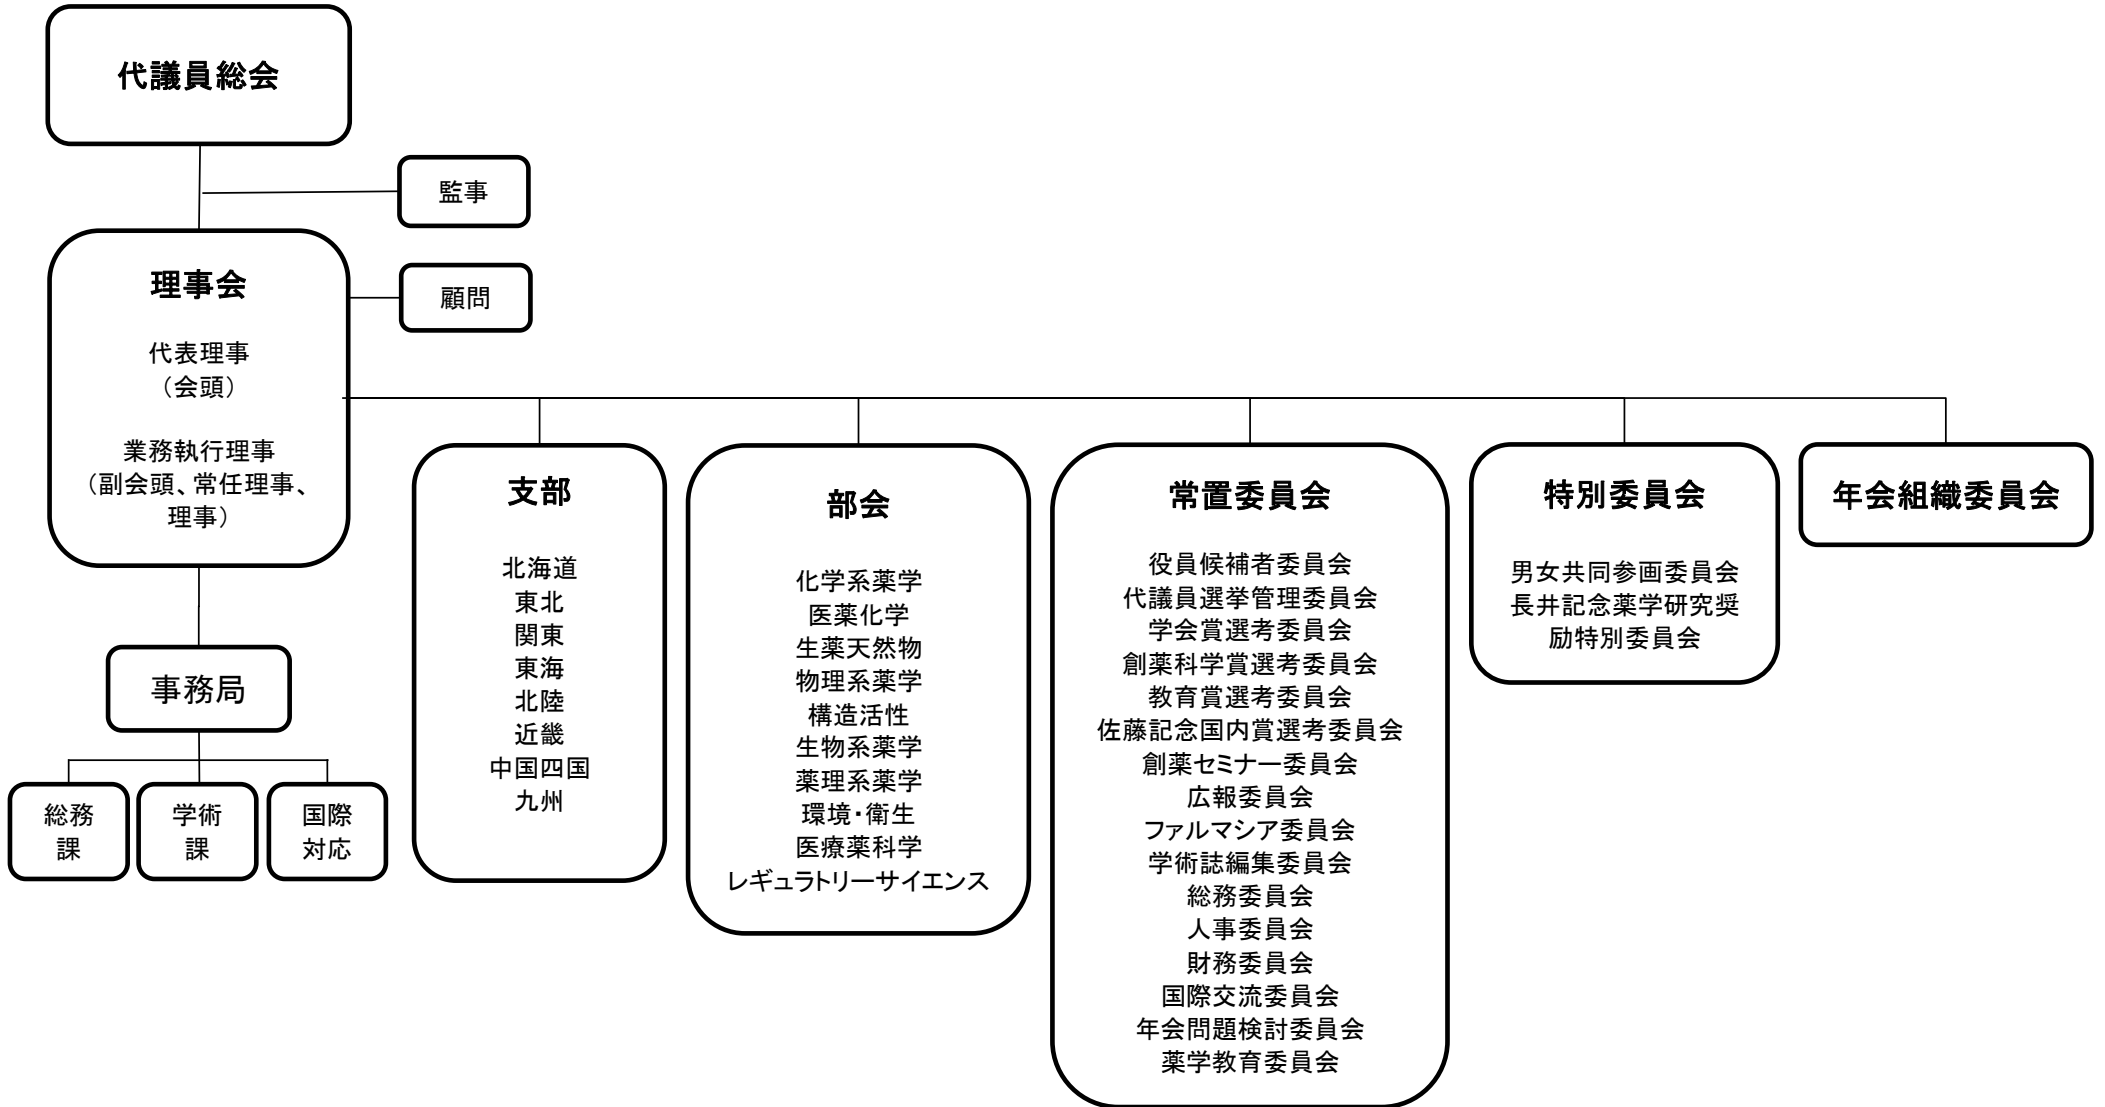 代議員総会
監事
理事会
代表理事
（会頭）
業務執行理事
（副会頭、常任理事、
理事）
顧問
事務局
総務
課
学術
課
国際
対応
支部
北海道
東北
関東
東海
北陸
近畿
中国四国
九州
部会
化学系薬学
医薬化学
生薬天然物
物理系薬学
構造活性
生物系薬学
薬理系薬学
環境・衛生
医療薬科学
レギュラトリーサイエンス
常置委員会
役員候補者委員会
代議員選挙管理委員会
学会賞選考委員会
創薬科学賞選考委員会
教育賞選考委員会
佐藤記念国内賞選考委員会
創薬セミナー委員会
広報委員会
ファルマシア委員会
学術誌編集委員会
総務委員会
人事委員会
財務委員会
国際交流委員会
年会問題検討委員会
薬学教育委員会
特別委員会
男女共同参画委員会
長井記念薬学研究奨
励特別委員会
年会組織委員会